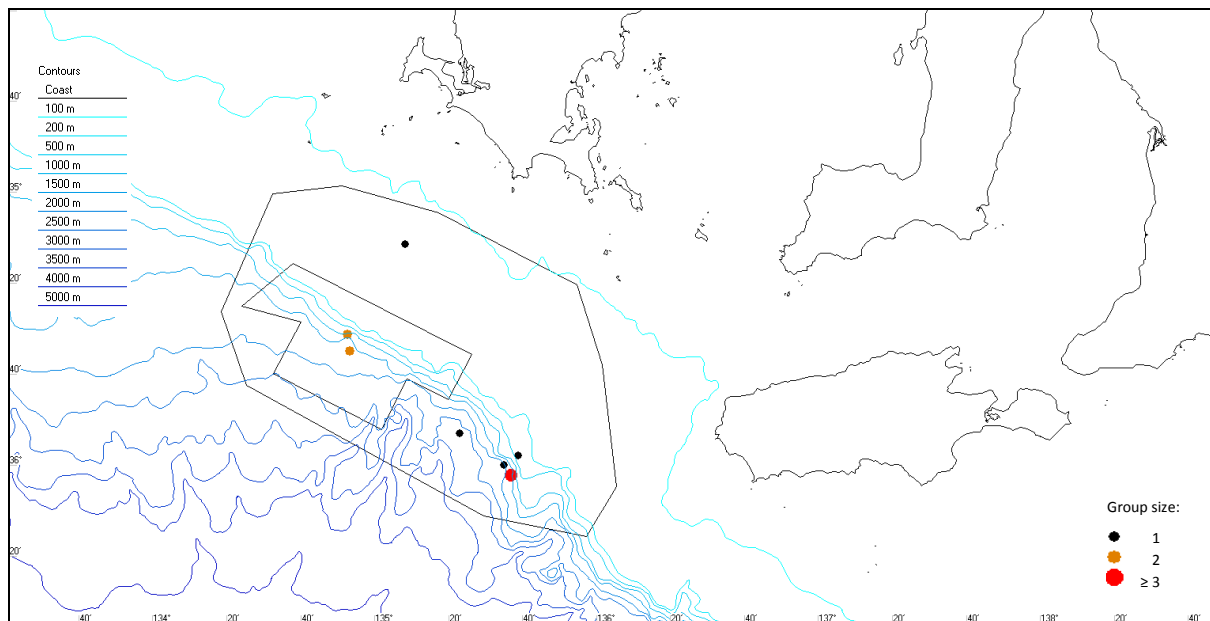 Contours
Coast
100 m
200 m
500 m
1000 m
1500 m
2000 m
2500 m
3000 m
3500 m
4000 m
5000 m
40'
35°
20'
40'
36°
20'
Group size:
1
2
≥ 3
40' 134° 20' 40' 135° 20' 40' 136° 20' 40' 137° 20' 40' 138° 20' 40'